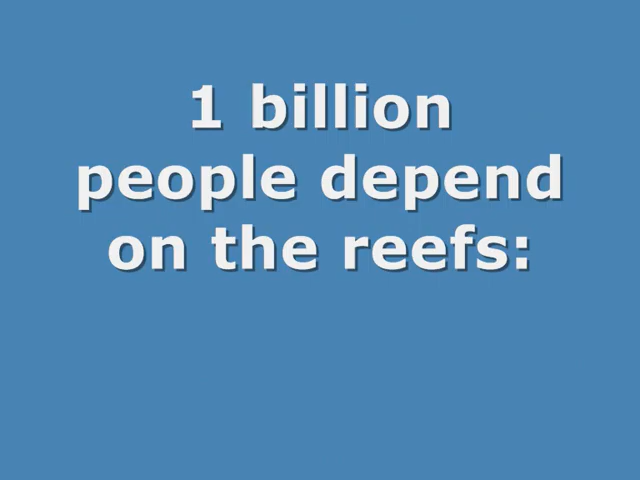 1 billion
people depend
on the reefs: